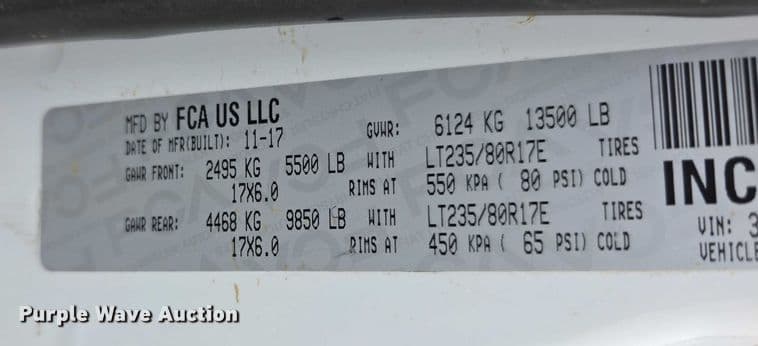 MFD BY FCA US LLC
DATE OF MFR(BUILT): 11-17 GVWR: 6124 KG 13500 LB
GAWR FRONT: 2495 KG 5500 LB WITH LT235/80R17E TIRES
17X6.0 RIMS AT 550 KPA ( 80 PSI) COLD
GAWR REAR: 4468 KG 9850 LB WITH LT235/80R17E TIRES
17X6.0 RIMS AT 450 KPA ( 65 PSI) COLD
INC
VIN: 3
VEHICLE
Purple Wave Auction